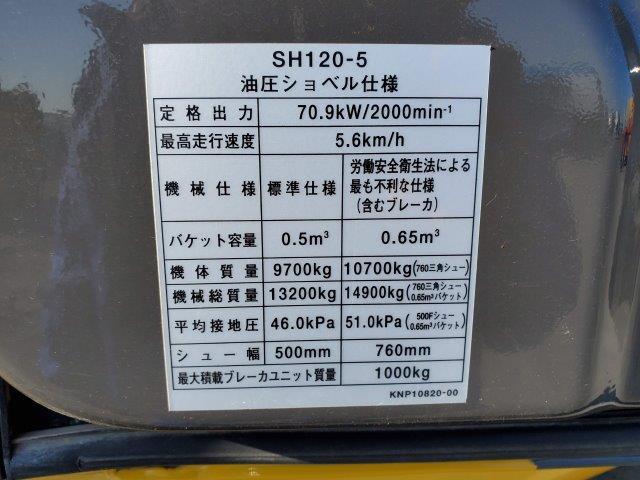 SH120-5
油圧ショベル仕様
定格出力 70.9kW/2000min⁻¹
最高走行速度 5.6km/h
機械仕様 標準仕様 労働安全衛生法による
最も不利な仕様
(含むブレーカ)
バケット容量 0.5m³ 0.65m³
機体質量 9700kg 10700kg(760三角シュー)
機械総質量 13200kg 14900kg(760三角シュー
0.65m³バケット)
平均接地圧 46.0kPa 51.0kPa(500Fシュー
0.65m³バケット)
シュー幅 500mm 760mm
最大積載ブレーカユニット質量 1000kg
KNP10820-00